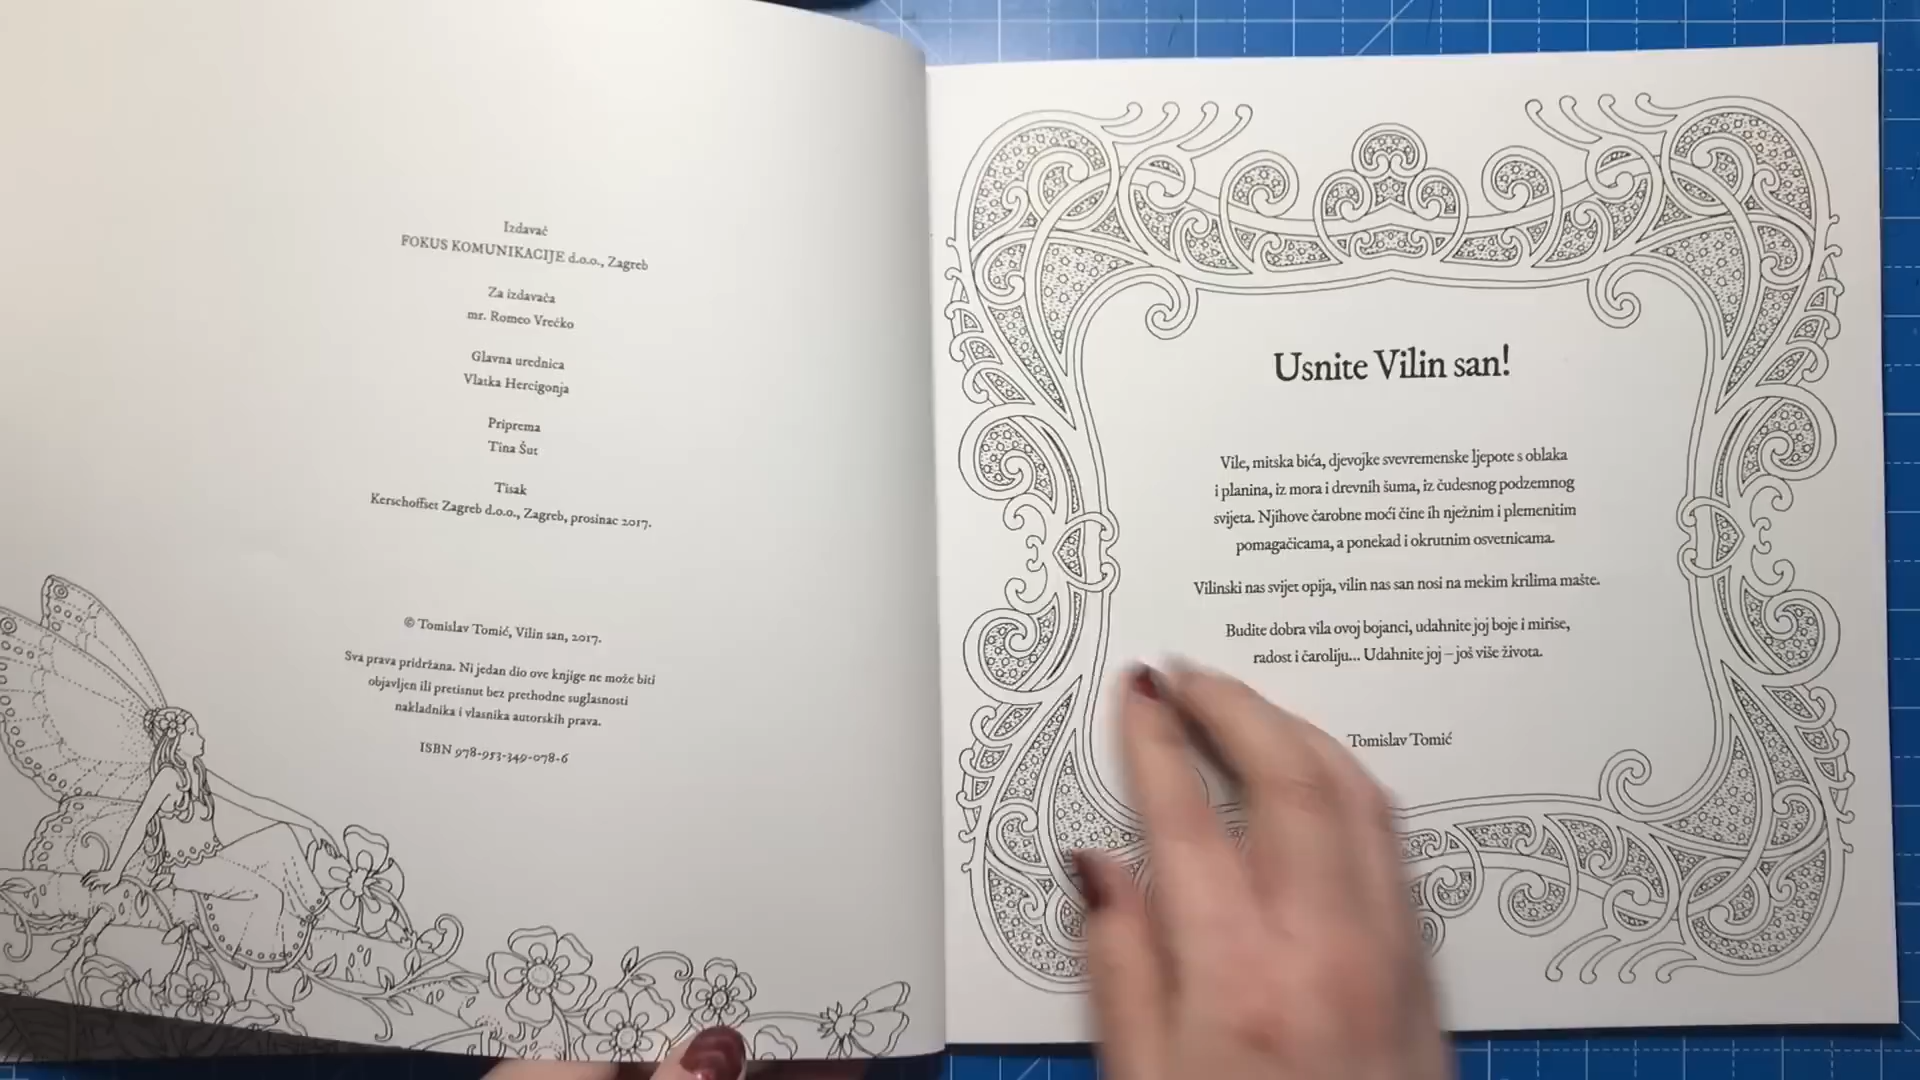 Izdavač
FOKUS KOMUNIKACIJE d.o.o., Zagreb
Za izdavača
mr. Romeo Vrečko
Glavna urednica
Vlatka Hercigonja
Priprema
Tina Šut
Tisak
Kerschoffset Zagreb d.o.o., Zagreb, prosinac 2017.
© Tomislav Tomić, Vilin san, 2017.
Sva prava pridržana. Ni jedan dio ove knjige ne može biti
objavljen ili pretisnut bez prethodne suglasnosti
nakladnika i vlasnika autorskih prava.
ISBN 978-953-349-078-6
Usnite Vilin san!
Vile, mitska bića, djevojke svevremenske ljepote s oblaka
i planina, iz mora i drevnih šuma, iz čudesnog podzemnog
svijeta. Njihove čarobne moći čine ih nježnim i plemenitim
pomagačicama, a ponekad i okrutnim osvetnicama.
Vilinski nas svijet opija, vilin nas san nosi na mekim krilima mašte.
Budite dobra vila ovoj bojanci, udahnite joj boje i mirise,
radost i čaroliju... Udahnite joj – još više života.
Tomislav Tomić